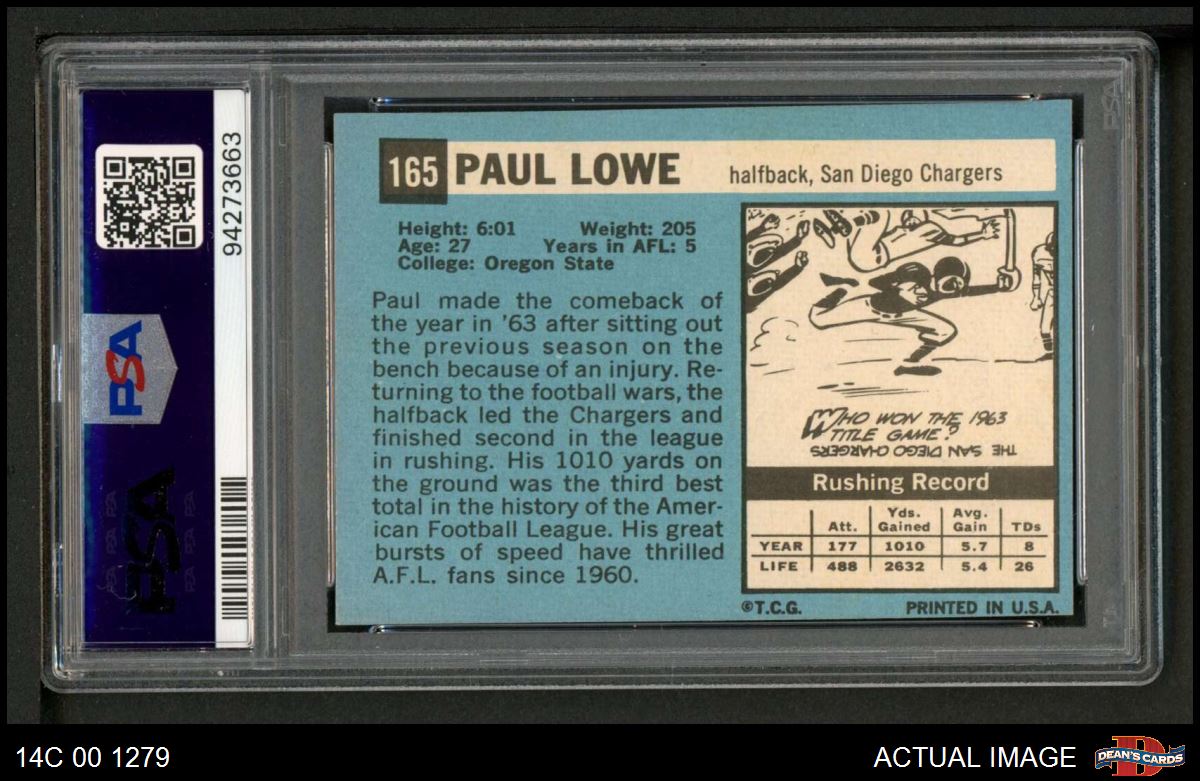 PSA
94273663
PSA
PSA
165 PAUL LOWE halfback, San Diego Chargers
Height: 6:01 Weight: 205
Age: 27 Years in AFL: 5
College: Oregon State
Paul made the comeback of
the year in '63 after sitting out
the previous season on the
bench because of an injury. Re-
turning to the football wars, the
halfback led the Chargers and
finished second in the league
in rushing. His 1010 yards on
the ground was the third best
total in the history of the Amer-
ican Football League. His great
bursts of speed have thrilled
A.F.L. fans since 1960.
WHO WON THE 1963
TITLE GAME?
THE SAN DIEGO CHARGERS
Rushing Record
Att. Yds. Gained Avg. Gain TDs
YEAR 177 1010 5.7 8
LIFE 488 2632 5.4 26
©T.C.G. PRINTED IN U.S.A.
14C 00 1279
ACTUAL IMAGE
DEAN'S CARDS